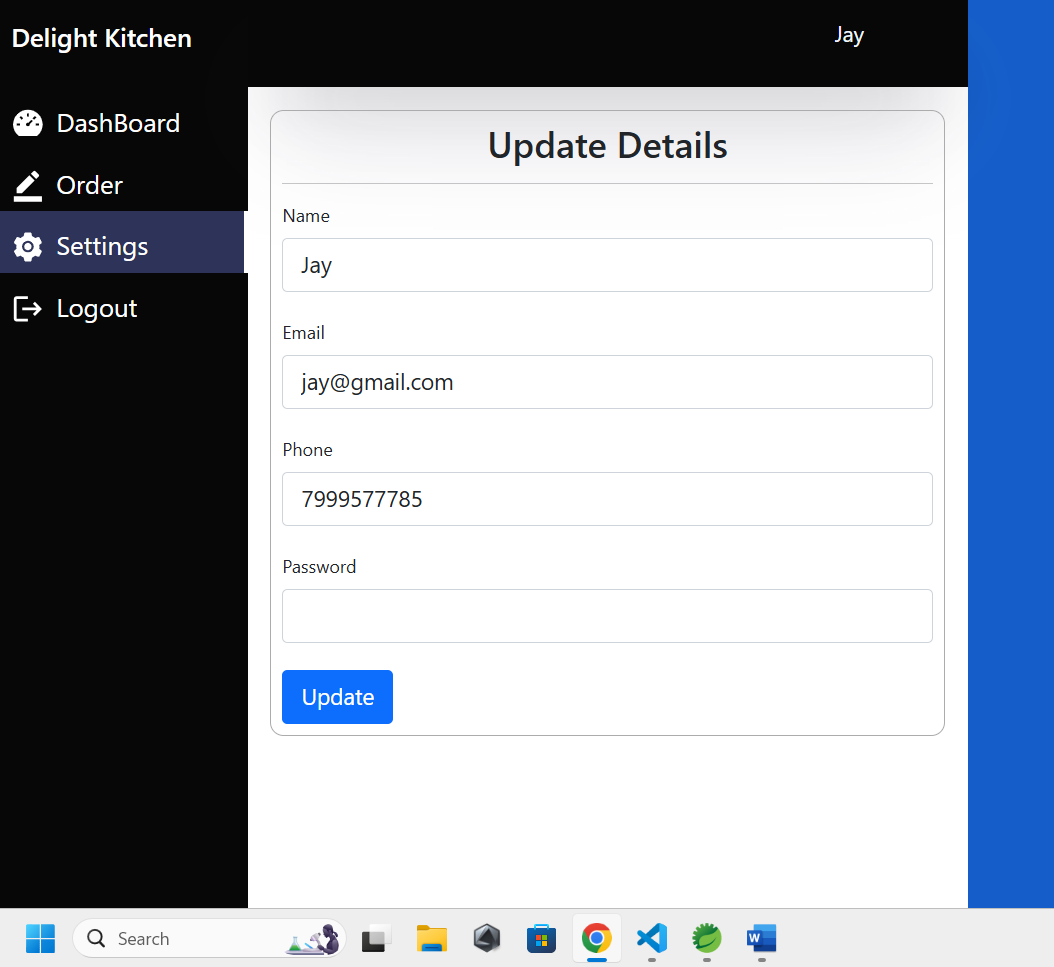 Delight Kitchen
Jay
DashBoard
Order
Settings
Logout
Update Details
Name
Jay
Email
jay@gmail.com
Phone
7999577785
Password
Update
Search
W